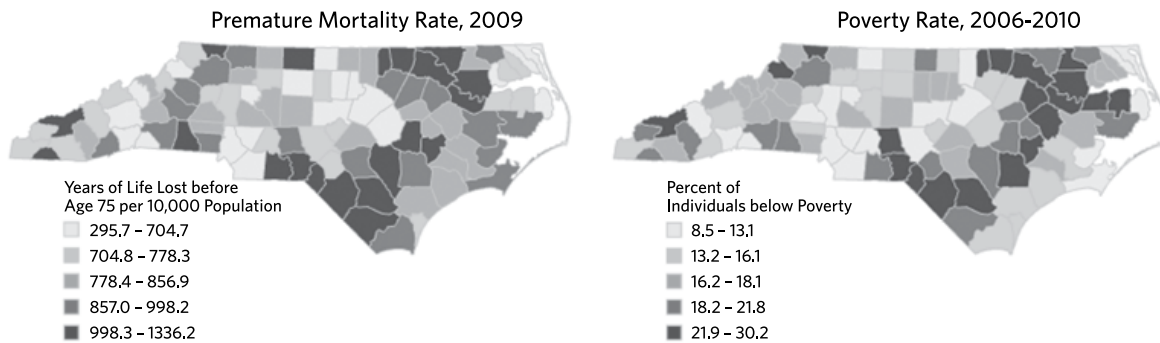 Premature Mortality Rate, 2009
Years of Life Lost before
Age 75 per 10,000 Population
295.7 – 704.7
704.8 – 778.3
778.4 – 856.9
857.0 – 998.2
998.3 – 1336.2
Poverty Rate, 2006-2010
Percent of
Individuals below Poverty
8.5 – 13.1
13.2 – 16.1
16.2 – 18.1
18.2 – 21.8
21.9 – 30.2